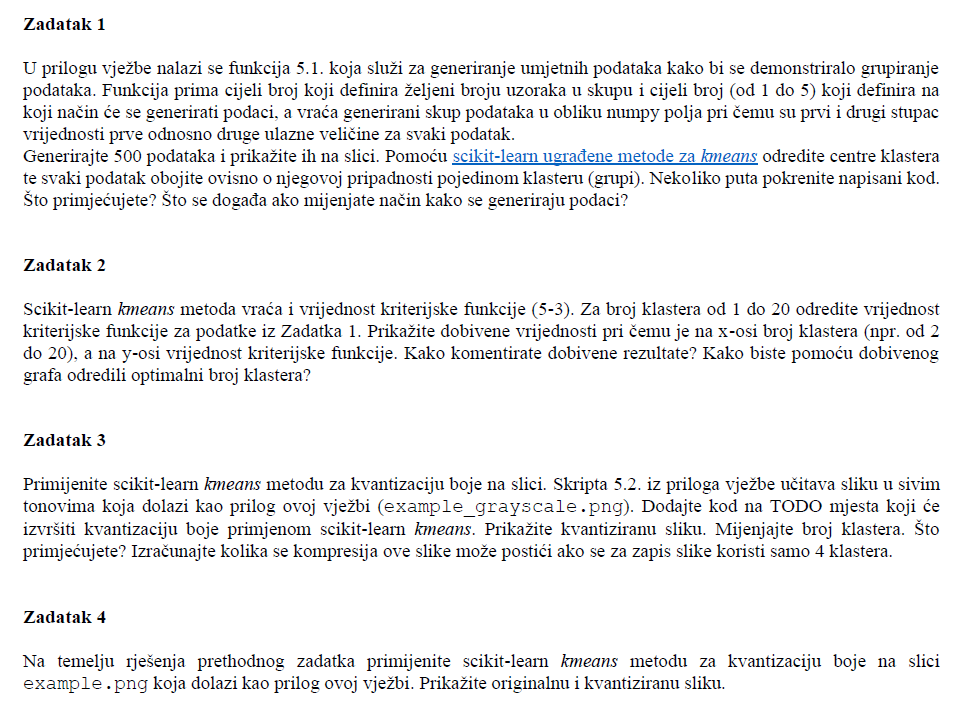 Zadatak 1
U prilogu vježbe nalazi se funkcija 5.1. koja služi za generiranje umjetnih podataka kako bi se demonstriralo grupiranje
podataka. Funkcija prima cijeli broj koji definira željeni broju uzoraka u skupu i cijeli broj (od 1 do 5) koji definira na
koji način će se generirati podaci, a vraća generirani skup podataka u obliku numpy polja pri čemu su prvi i drugi stupac
vrijednosti prve odnosno druge ulazne veličine za svaki podatak.
Generirajte 500 podataka i prikažite ih na slici. Pomoću scikit-learn ugrađene metode za kmeans odredite centre klastera
te svaki podatak obojite ovisno o njegovoj pripadnosti pojedinom klasteru (grupi). Nekoliko puta pokrenite napisani kod.
Što primjećujete? Što se događa ako mijenjate način kako se generiraju podaci?
Zadatak 2
Scikit-learn kmeans metoda vraća i vrijednost kriterijske funkcije (5-3). Za broj klastera od 1 do 20 odredite vrijednost
kriterijske funkcije za podatke iz Zadatka 1. Prikažite dobivene vrijednosti pri čemu je na x-osi broj klastera (npr. od 2
do 20), a na y-osi vrijednost kriterijske funkcije. Kako komentirate dobivene rezultate? Kako biste pomoću dobivenog
grafa odredili optimalni broj klastera?
Zadatak 3
Primijenite scikit-learn kmeans metodu za kvantizaciju boje na slici. Skripta 5.2. iz priloga vježbe učitava sliku u sivim
tonovima koja dolazi kao prilog ovoj vježbi (example_grayscale.png). Dodajte kod na TODO mjesta koji će
izvršiti kvantizaciju boje primjenom scikit-learn kmeans. Prikažite kvantiziranu sliku. Mijenjajte broj klastera. Što
primjećujete? Izračunajte kolika se kompresija ove slike može postići ako se za zapis slike koristi samo 4 klastera.
Zadatak 4
Na temelju rješenja prethodnog zadatka primijenite scikit-learn kmeans metodu za kvantizaciju boje na slici
example.png koja dolazi kao prilog ovoj vježbi. Prikažite originalnu i kvantiziranu sliku.